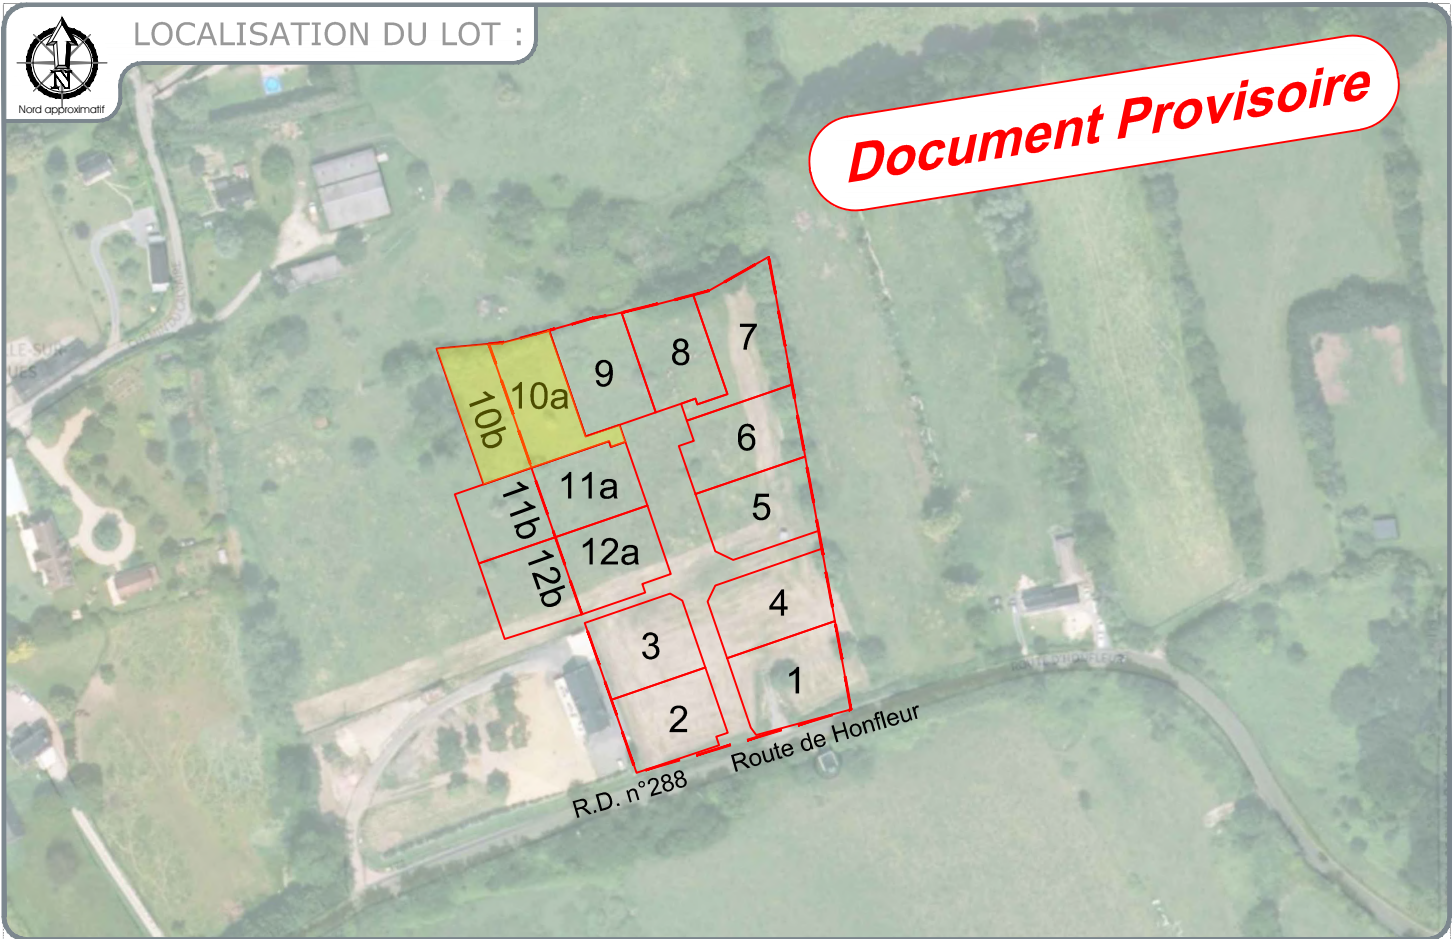 LOCALISATION DU LOT :
N
Nord approximatif
Document Provisoire
7
8
9
10a
10b
6
11a
11b
5
12a
12b
4
3
1
2
Route de Honfleur
R.D. n°288